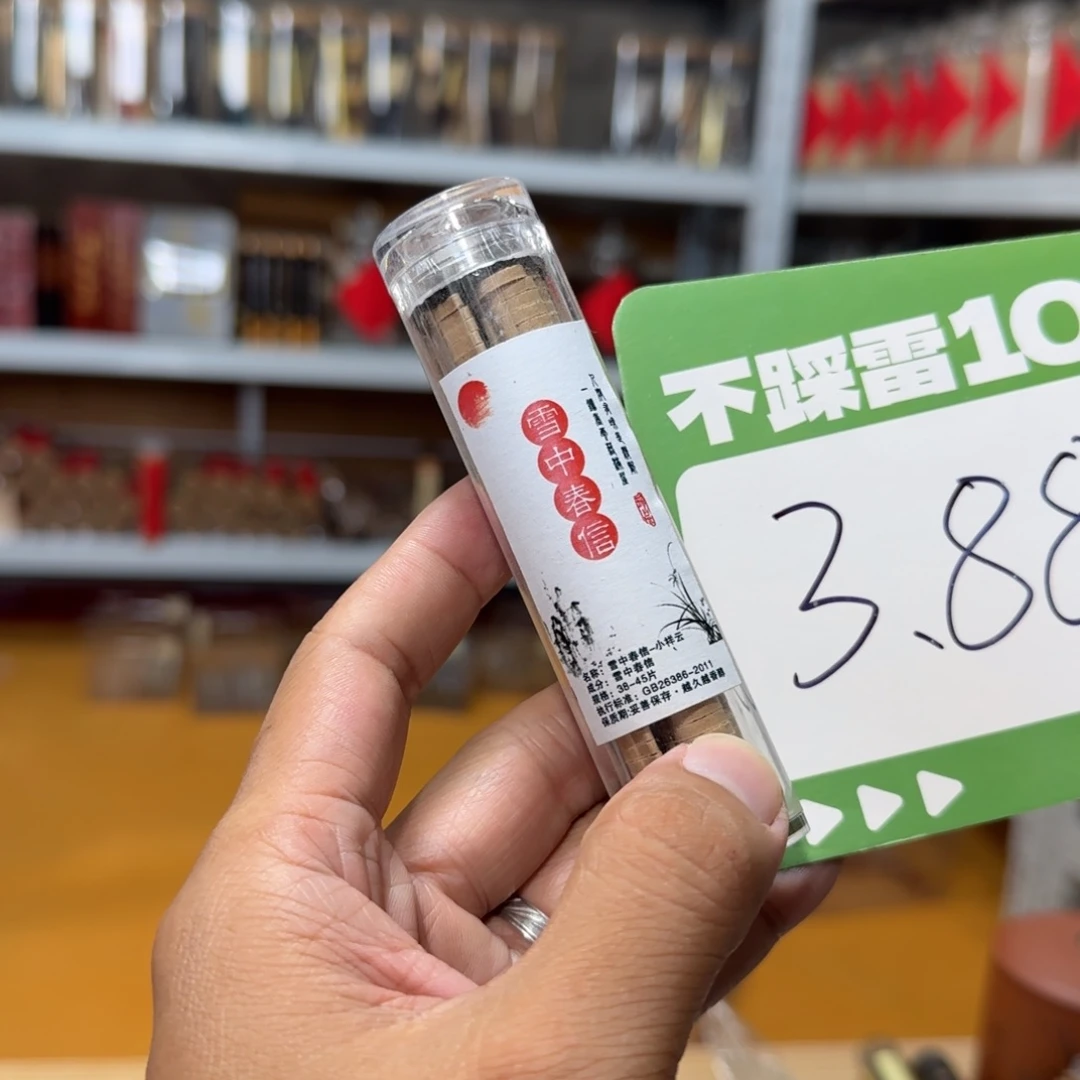 雪中春信
名称：雪中春信-小祥云
成分：雪中春信
规格：38-45片
执行标准：GB26386-2011
保质期:妥善保存·越久越香醇
不踩雷10
3.88